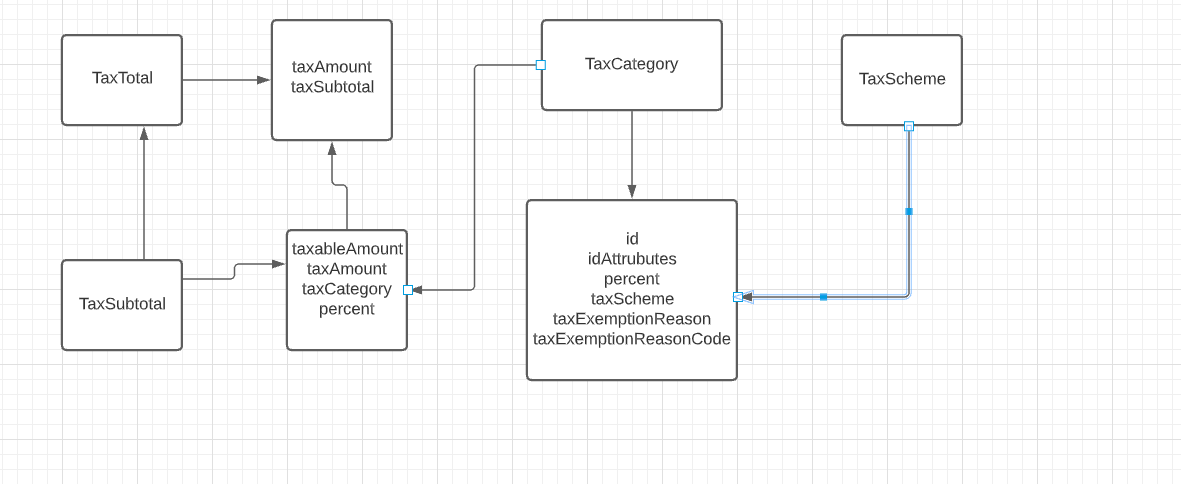 TaxTotal
taxAmount
taxSubtotal
TaxCategory
TaxScheme
TaxSubtotal
taxableAmount
taxAmount
taxCategory
percent
id
idAttrubutes
percent
taxScheme
taxExemptionReason
taxExemptionReasonCode